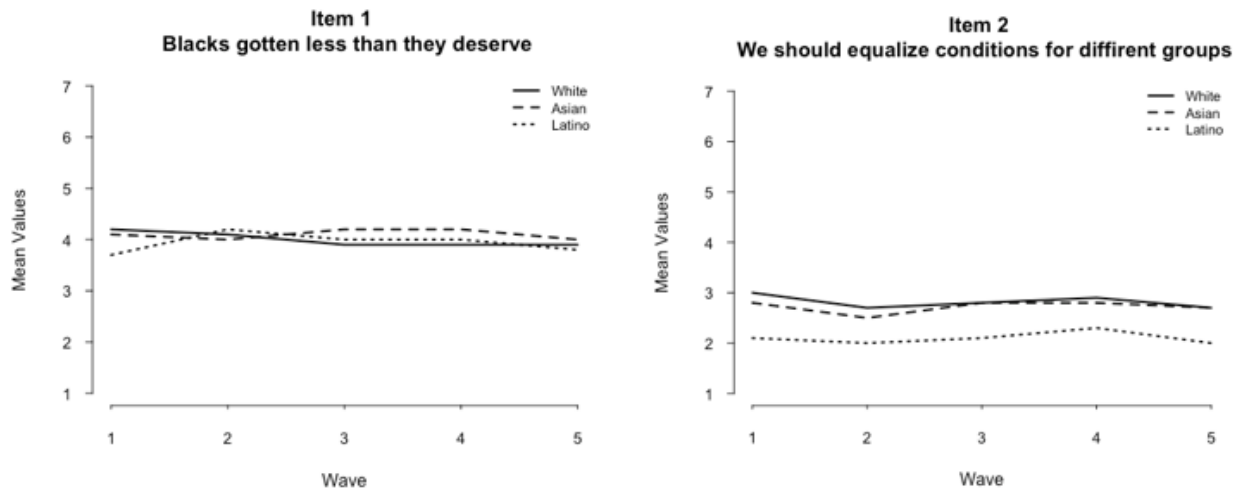 Item 1
Blacks gotten less than they deserve
White
Asian
Latino
7
6
5
4
3
2
1
Mean Values
1 2 3 4 5
Wave
Item 2
We should equalize conditions for diffirent groups
White
Asian
Latino
7
6
5
4
3
2
1
Mean Values
1 2 3 4 5
Wave